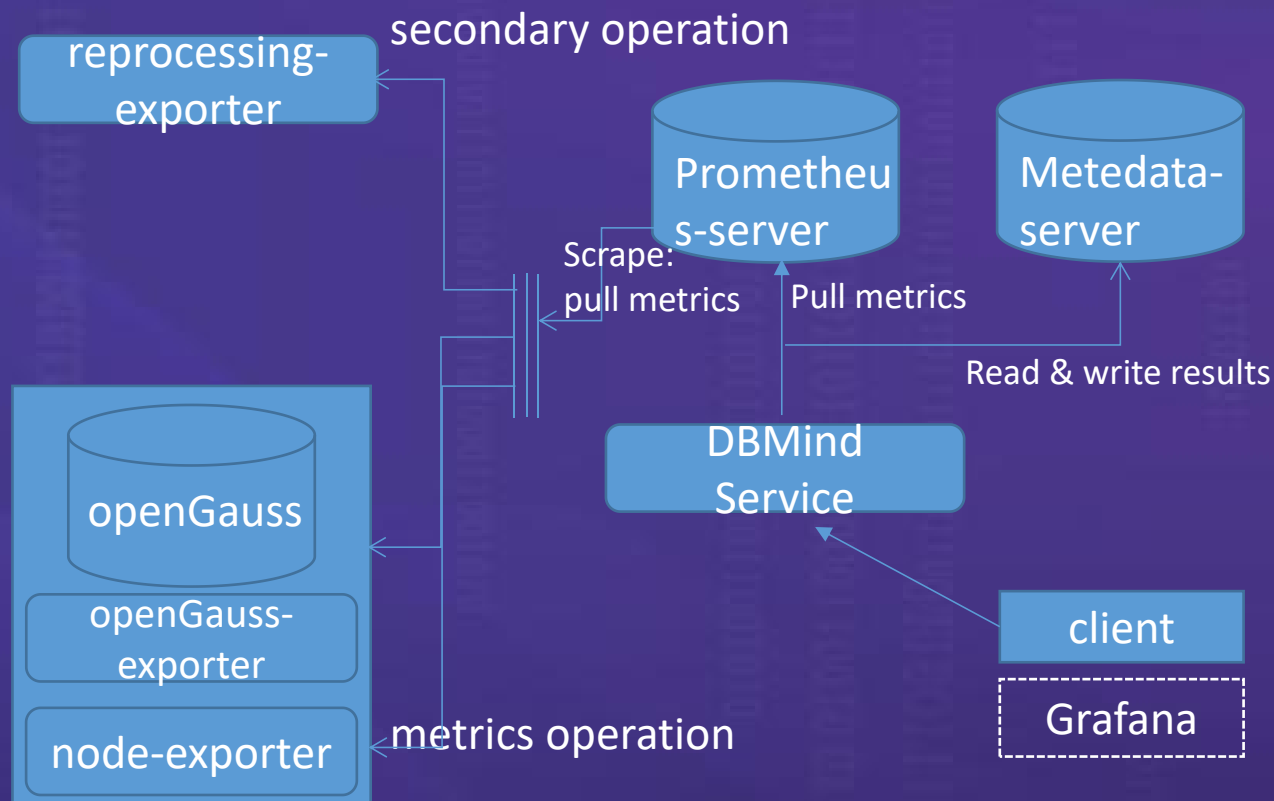 secondary operation
reprocessing-
exporter
Prometheu
s-server
Metedata-
server
Scrape:
pull metrics
Pull metrics
Read & write results
DBMind
Service
openGauss
openGauss-
exporter
node-exporter
metrics operation
client
Grafana